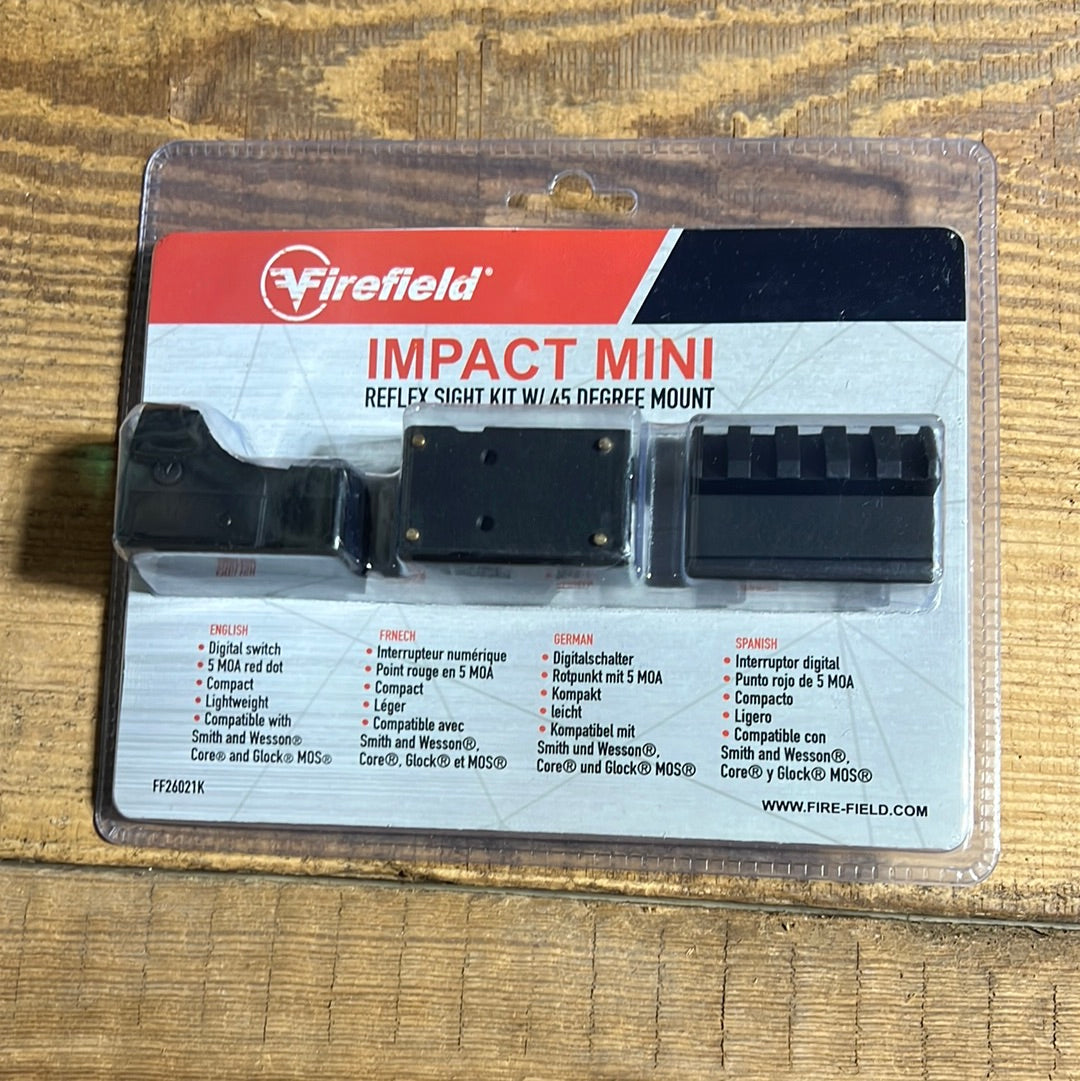 Firefield®
IMPACT MINI
REFLEX SIGHT KIT W/ 45 DEGREE MOUNT
ENGLISH
• Digital switch
• 5 MOA red dot
• Compact
• Lightweight
• Compatible with
Smith and Wesson®
Core® and Glock® MOS®
FRNECH
• Interrupteur numérique
• Point rouge en 5 MOA
• Compact
• Léger
• Compatible avec
Smith and Wesson®,
Core®, Glock® et MOS®
GERMAN
• Digitalschalter
• Rotpunkt mit 5 MOA
• Kompakt
• leicht
• Kompatibel mit
Smith und Wesson®,
Core® und Glock® MOS®
SPANISH
• Interruptor digital
• Punto rojo de 5 MOA
• Compacto
• Ligero
• Compatible con
Smith and Wesson®,
Core® y Glock® MOS®
FF26021K
WWW.FIRE-FIELD.COM